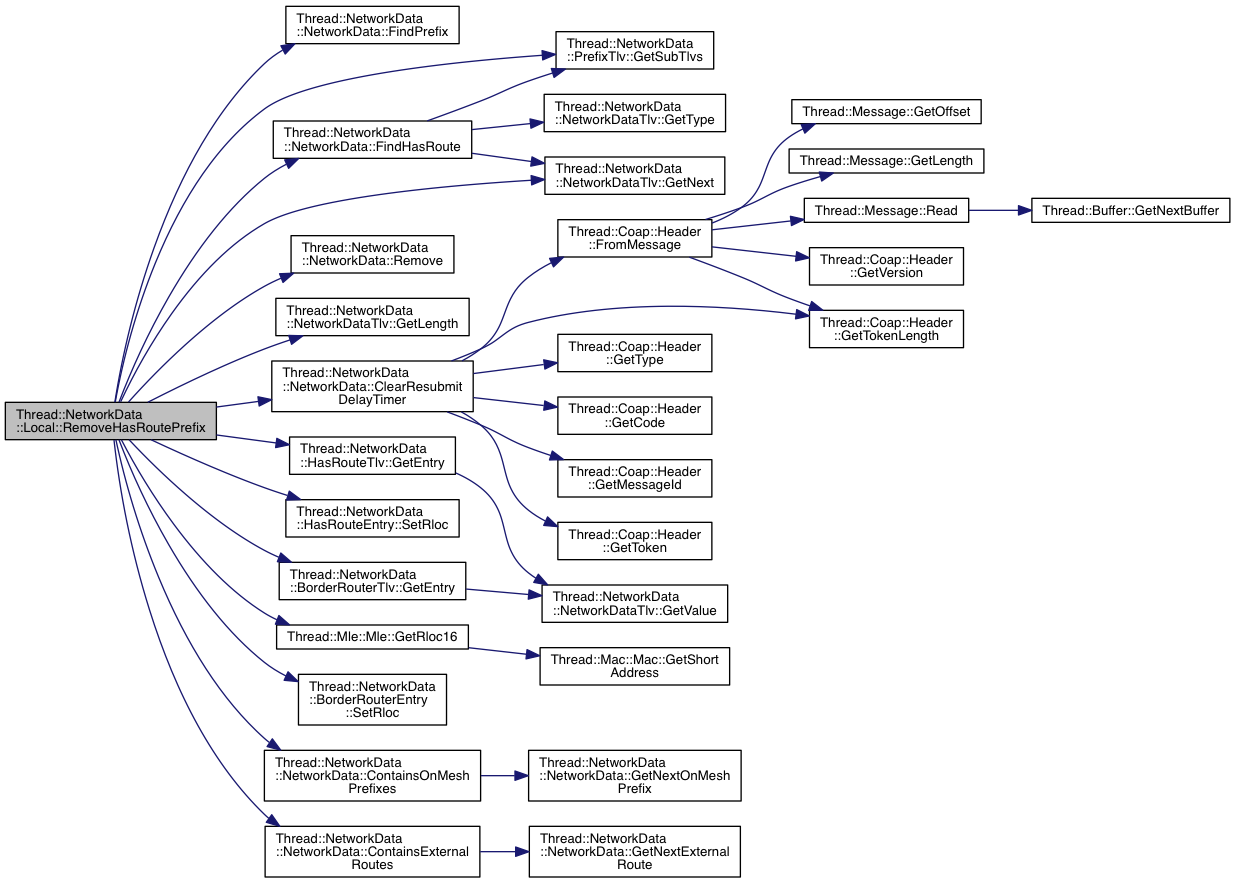 Thread::NetworkData
::Local::RemoveHasRoutePrefix
Thread::NetworkData
::NetworkData::FindPrefix
Thread::NetworkData
::NetworkData::FindHasRoute
Thread::NetworkData
::NetworkData::Remove
Thread::NetworkData
::NetworkDataTlv::GetLength
Thread::NetworkData
::NetworkData::ClearResubmit
DelayTimer
Thread::NetworkData
::HasRouteTlv::GetEntry
Thread::NetworkData
::HasRouteEntry::SetRloc
Thread::NetworkData
::BorderRouterTlv::GetEntry
Thread::Mle::Mle::GetRloc16
Thread::NetworkData
::BorderRouterEntry
::SetRloc
Thread::NetworkData
::NetworkData::ContainsOnMesh
Prefixes
Thread::NetworkData
::NetworkData::ContainsExternal
Routes
Thread::NetworkData
::PrefixTlv::GetSubTlvs
Thread::NetworkData
::NetworkDataTlv::GetType
Thread::NetworkData
::NetworkDataTlv::GetNext
Thread::Coap::Header
::FromMessage
Thread::Coap::Header
::GetType
Thread::Coap::Header
::GetCode
Thread::Coap::Header
::GetMessageId
Thread::Coap::Header
::GetToken
Thread::NetworkData
::NetworkDataTlv::GetValue
Thread::Mac::Mac::GetShort
Address
Thread::NetworkData
::NetworkData::GetNextOnMesh
Prefix
Thread::NetworkData
::NetworkData::GetNextExternal
Route
Thread::Message::GetOffset
Thread::Message::GetLength
Thread::Message::Read
Thread::Coap::Header
::GetVersion
Thread::Coap::Header
::GetTokenLength
Thread::Buffer::GetNextBuffer